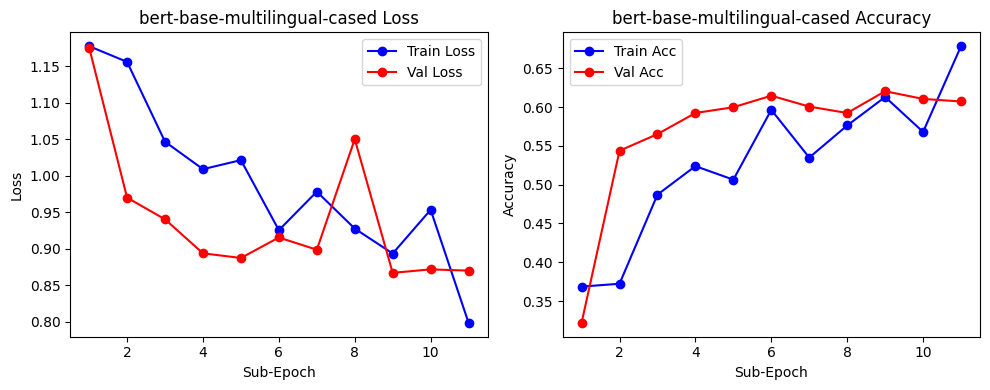 bert-base-multilingual-cased Loss
Train Loss
Val Loss
1.15
1.10
1.05
1.00
0.95
0.90
0.85
0.80
Loss
2
4
6
8
10
Sub-Epoch
bert-base-multilingual-cased Accuracy
Train Acc
Val Acc
0.65
0.60
0.55
0.50
0.45
0.40
0.35
Accuracy
2
4
6
8
10
Sub-Epoch